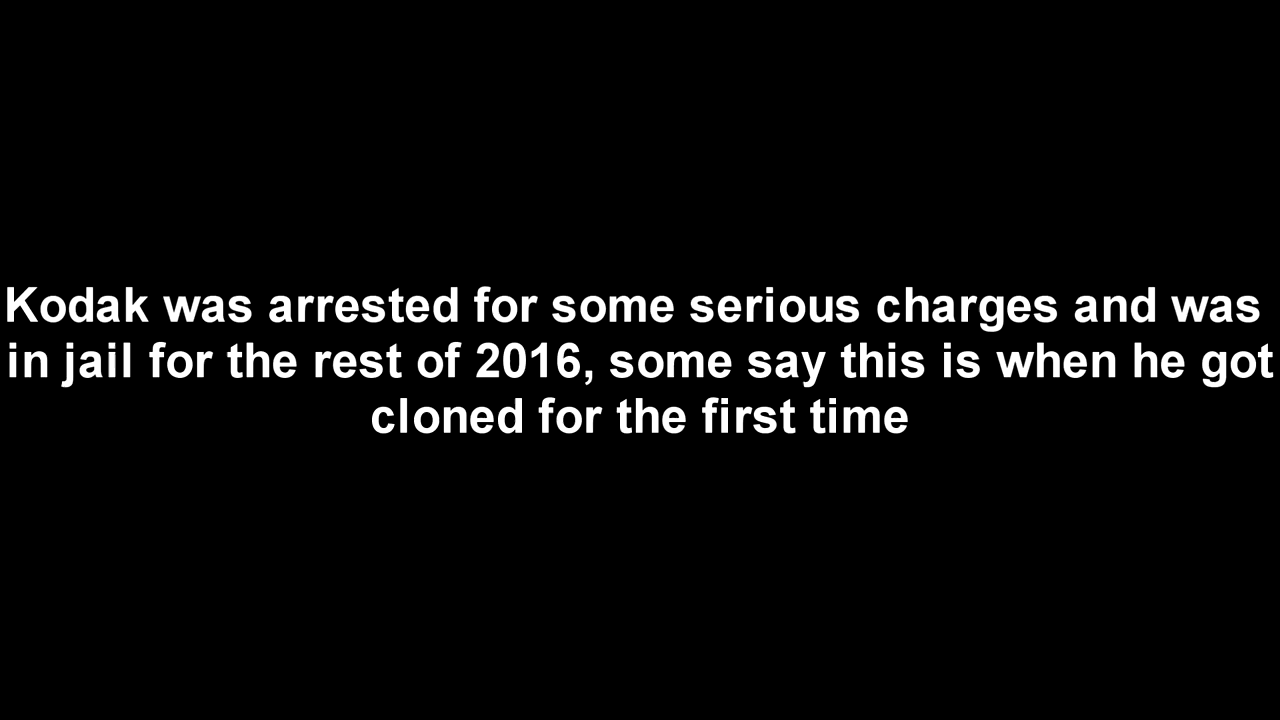 Kodak was arrested for some serious charges and was
in jail for the rest of 2016, some say this is when he got
cloned for the first time